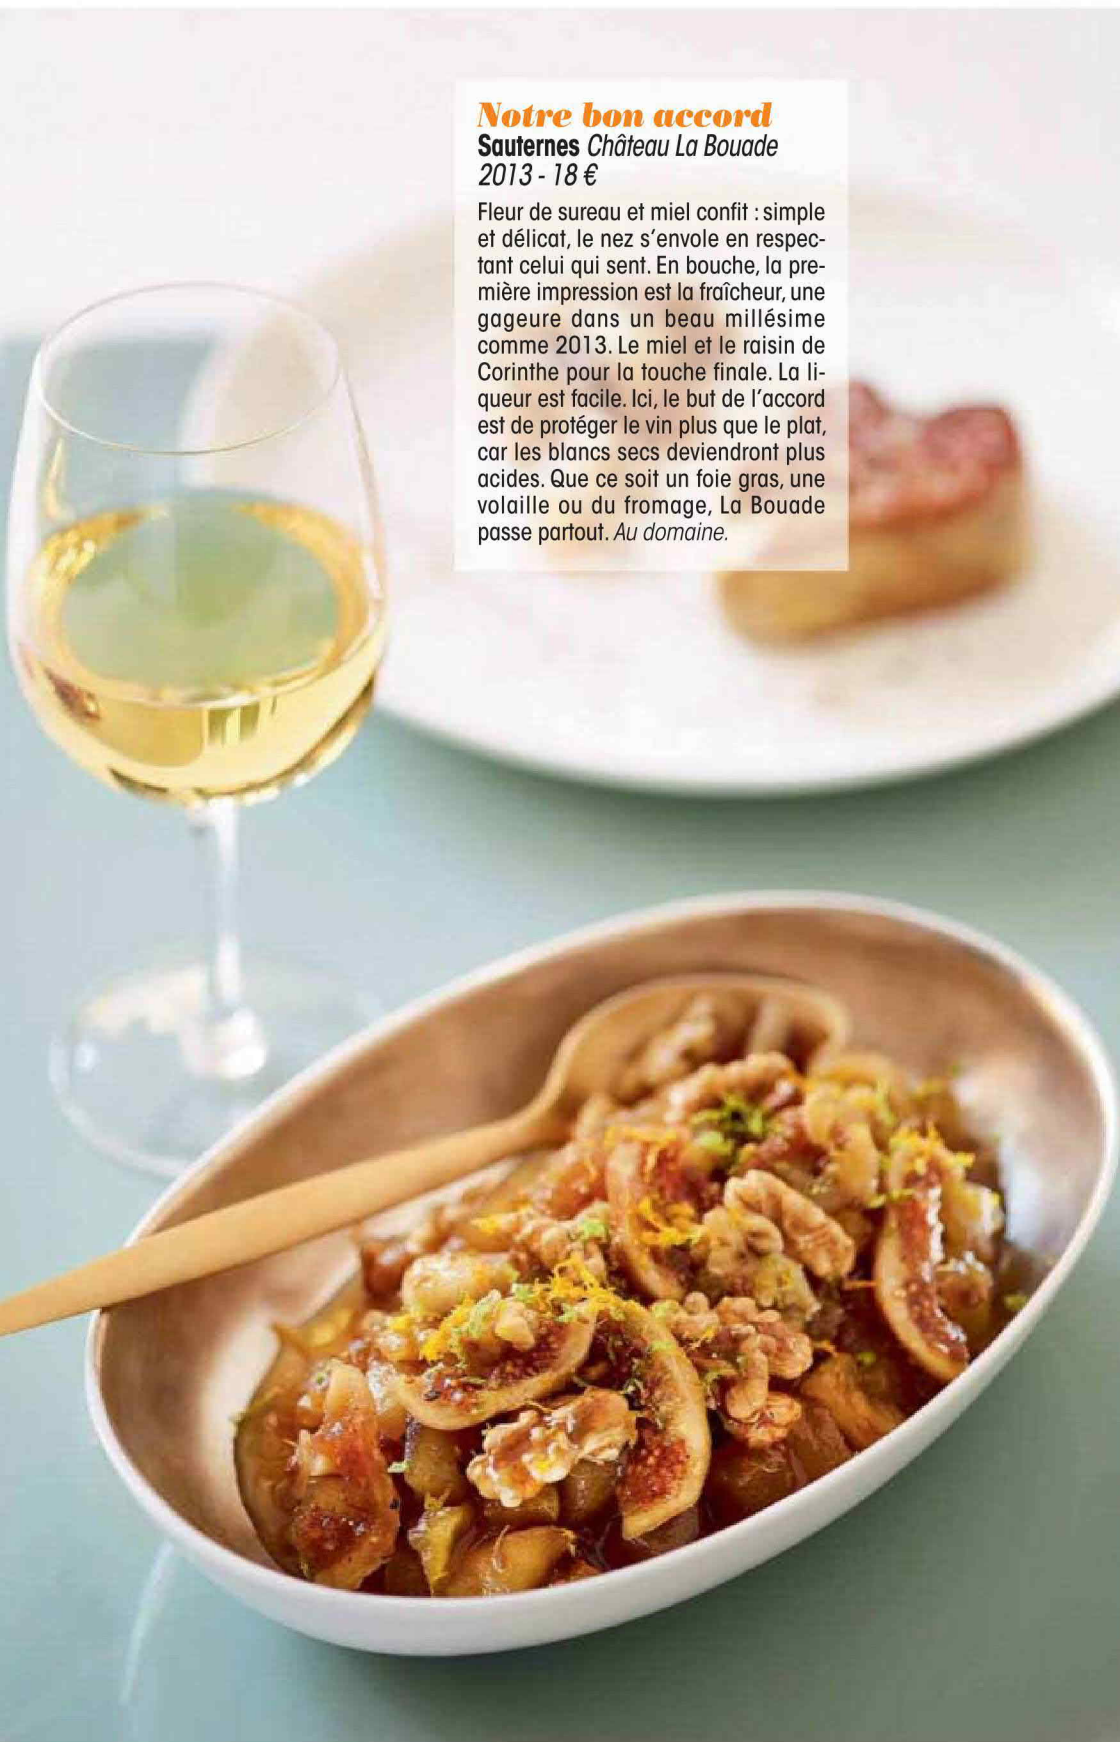 Notre bon accord
Sauternes Château La Bouade
2013 - 18 €
Fleur de sureau et miel confit : simple
et délicat, le nez s’envole en respec-
tant celui qui sent. En bouche, la pre-
mière impression est la fraîcheur, une
gageure dans un beau millésime
comme 2013. Le miel et le raisin de
Corinthe pour la touche finale. La li-
queur est facile. Ici, le but de l’accord
est de protéger le vin plus que le plat,
car les blancs secs deviendront plus
acides. Que ce soit un foie gras, une
volaille ou du fromage, La Bouade
passe partout. Au domaine.